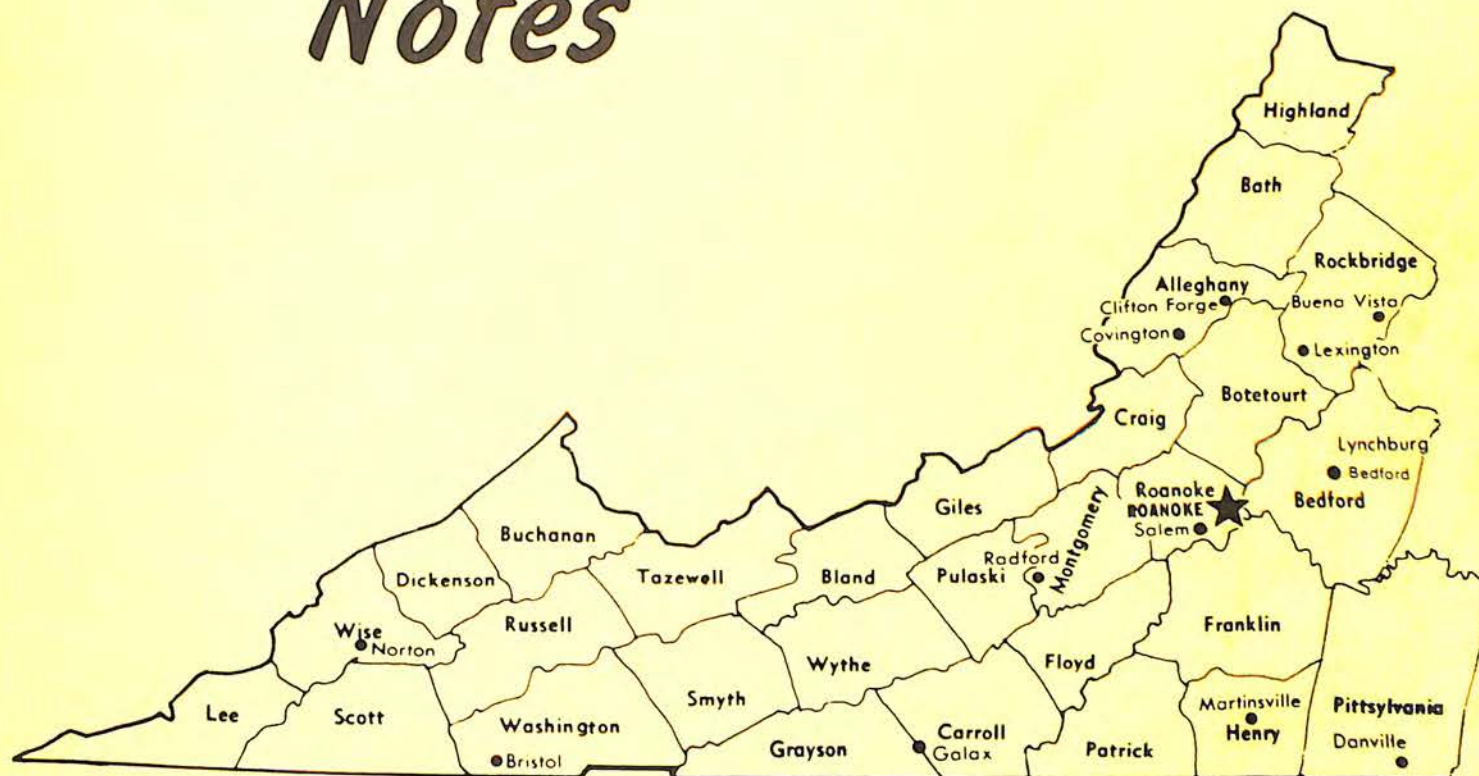 Notes
Highland
Bath
Rockbridge
Alleghany
Clifton Forge
Buena Vista
Covington
Lexington
Botetourt
Craig
Lynchburg
Bedford
Bedford
Roanoke
ROANOKE
Salem
Giles
Montgomery
Radford
Pulaski
Buchanan
Dickenson
Tazewell
Bland
Russell
Wise
Norton
Franklin
Floyd
Wythe
Smyth
Lee
Scott
Washington
Bristol
Grayson
Carroll
Galax
Patrick
Martinsville
Henry
Pittsylvania
Danville